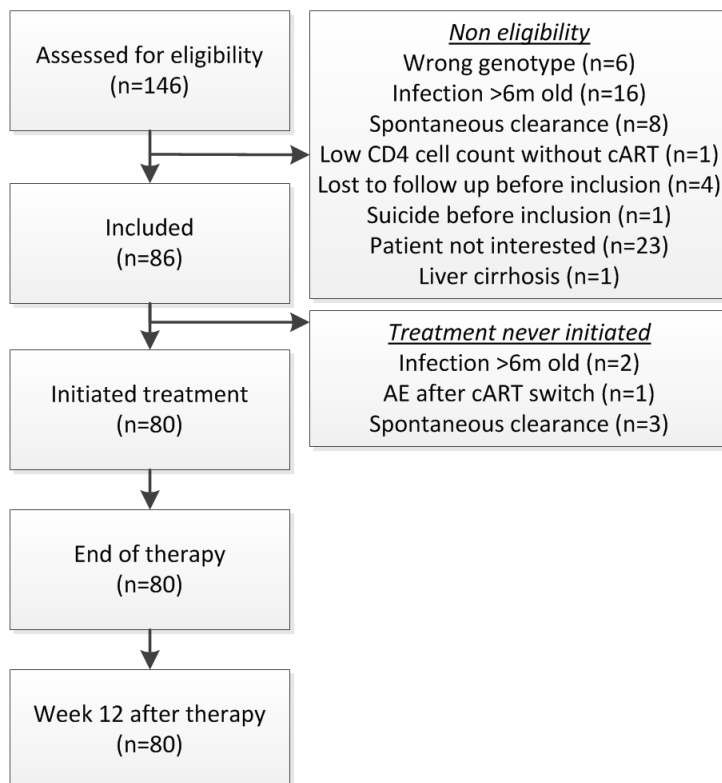 Assessed for eligibility
(n=146)
Non eligibility
Wrong genotype (n=6)
Infection >6m old (n=16)
Spontaneous clearance (n=8)
Low CD4 cell count without cART (n=1)
Lost to follow up before inclusion (n=4)
Suicide before inclusion (n=1)
Patient not interested (n=23)
Liver cirrhosis (n=1)
Included
(n=86)
Treatment never initiated
Infection >6m old (n=2)
AE after cART switch (n=1)
Spontaneous clearance (n=3)
Initiated treatment
(n=80)
End of therapy
(n=80)
Week 12 after therapy
(n=80)